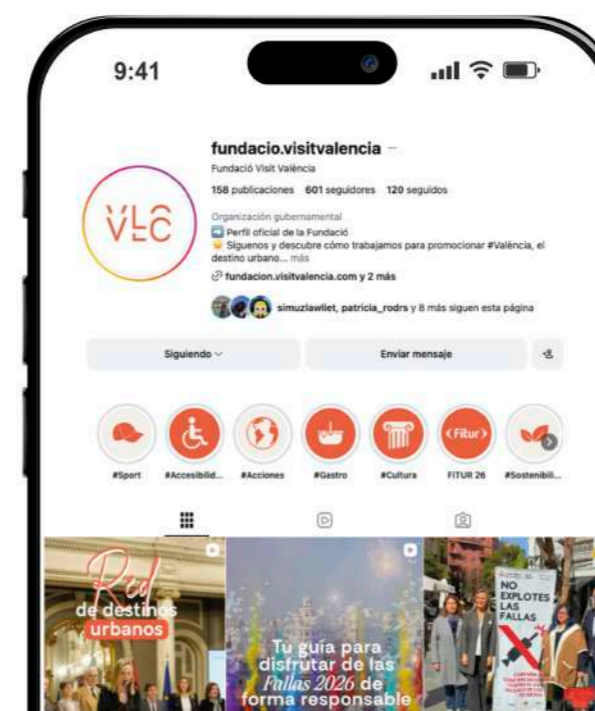 9:41
fundacio.visitvalencia ...
Fundació Visit València
158 publicaciones 601 seguidores 120 seguidos
Organización gubernamental
Perfil oficial de la Fundació
Síguenos y descubre cómo trabajamos para promocionar #València, el
destino urbano... más
fundacion.visitvalencia.com y 2 más
simuzlawliet, patricia_rodrs y 8 más siguen esta página
Siguiendo
Enviar mensaje
VLC
‹Fitur›
#Sport #Accesibilid... #Acciones #Gastro #Cultura FITUR 26 #Sostenibili...
Red
de destinos
urbanos
Tu guía para
disfrutar de las
Fallas 2026 de
forma responsable
NO
EXPLOTES
LAS
FALLAS